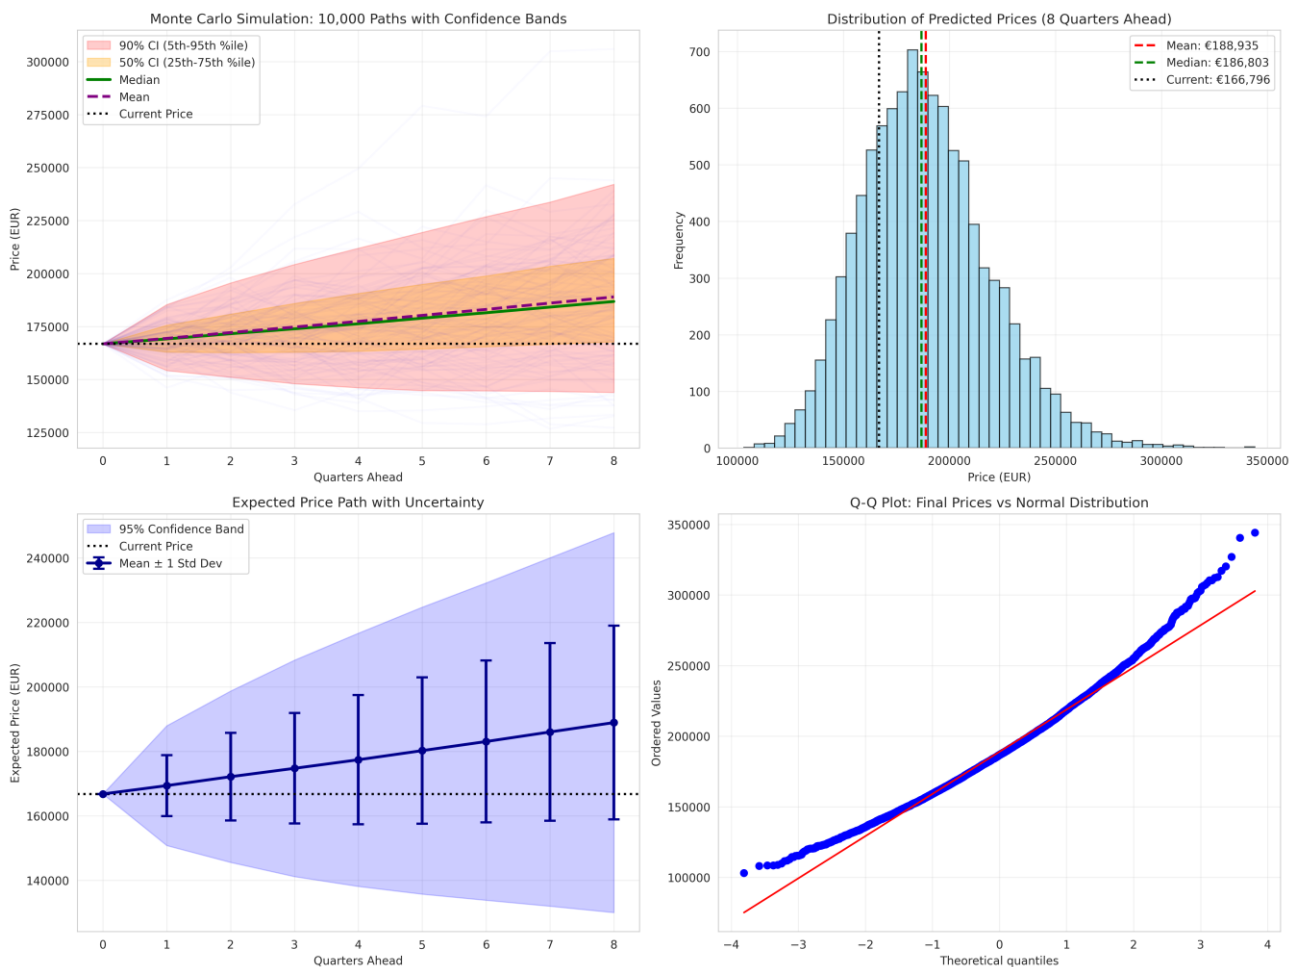 Monte Carlo Simulation: 10,000 Paths with Confidence Bands
90% CI (5th-95th %ile)
50% CI (25th-75th %ile)
Median
Mean
Current Price
Price (EUR)
300000
275000
250000
225000
200000
175000
150000
125000
0 1 2 3 4 5 6 7 8
Quarters Ahead
Distribution of Predicted Prices (8 Quarters Ahead)
Mean: €188,935
Median: €186,803
Current: €166,796
Frequency
700
600
500
400
300
200
100
0
100000 150000 200000 250000 300000 350000
Price (EUR)
Expected Price Path with Uncertainty
95% Confidence Band
Current Price
Mean ± 1 Std Dev
Expected Price (EUR)
240000
220000
200000
180000
160000
140000
0 1 2 3 4 5 6 7 8
Quarters Ahead
Q-Q Plot: Final Prices vs Normal Distribution
Ordered Values
350000
300000
250000
200000
150000
100000
−4 −3 −2 −1 0 1 2 3 4
Theoretical quantiles